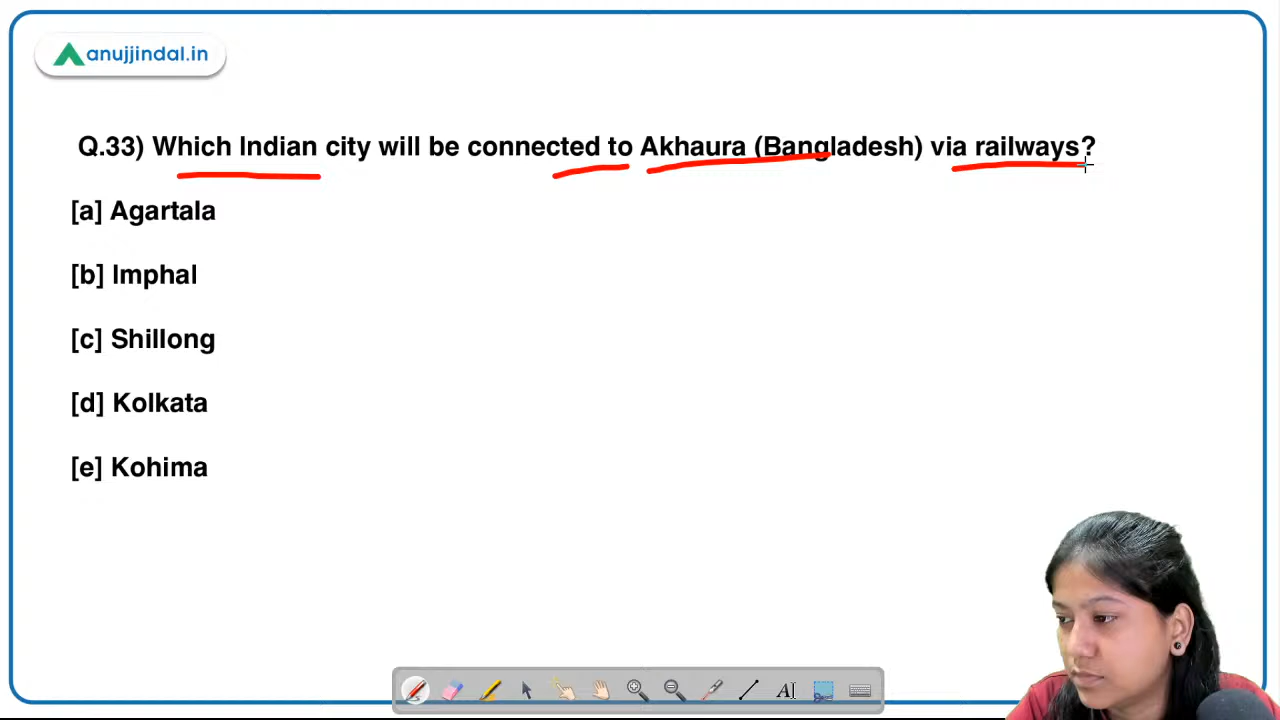 anujjindal.in
Q.33) Which Indian city will be connected to Akhaura (Bangladesh) via railways?
[a] Agartala
[b] Imphal
[c] Shillong
[d] Kolkata
[e] Kohima
A